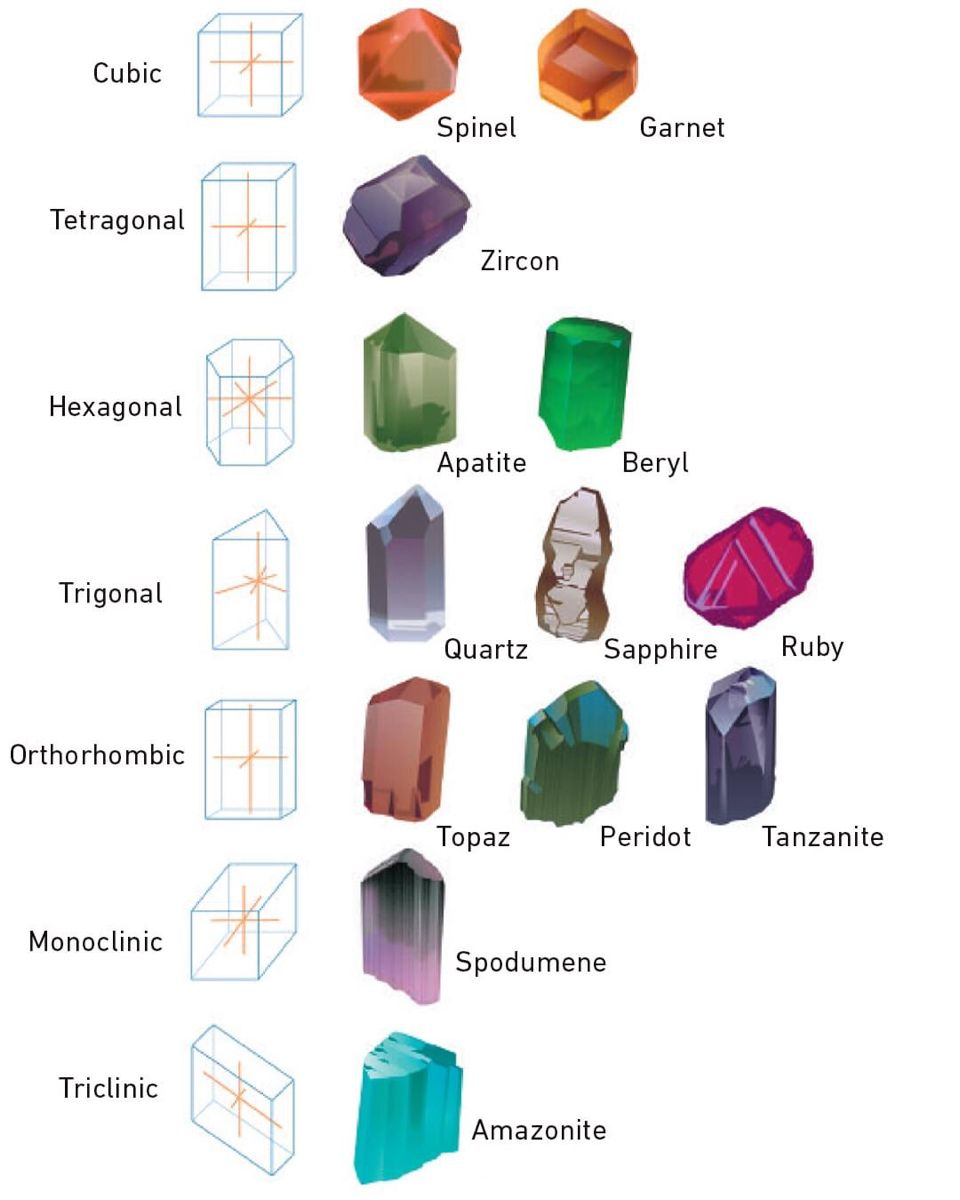 Cubic
Spinel
Garnet
Tetragonal
Zircon
Hexagonal
Apatite
Beryl
Trigonal
Quartz
Sapphire
Ruby
Orthorhombic
Topaz
Peridot
Tanzanite
Monoclinic
Spodumene
Triclinic
Amazonite